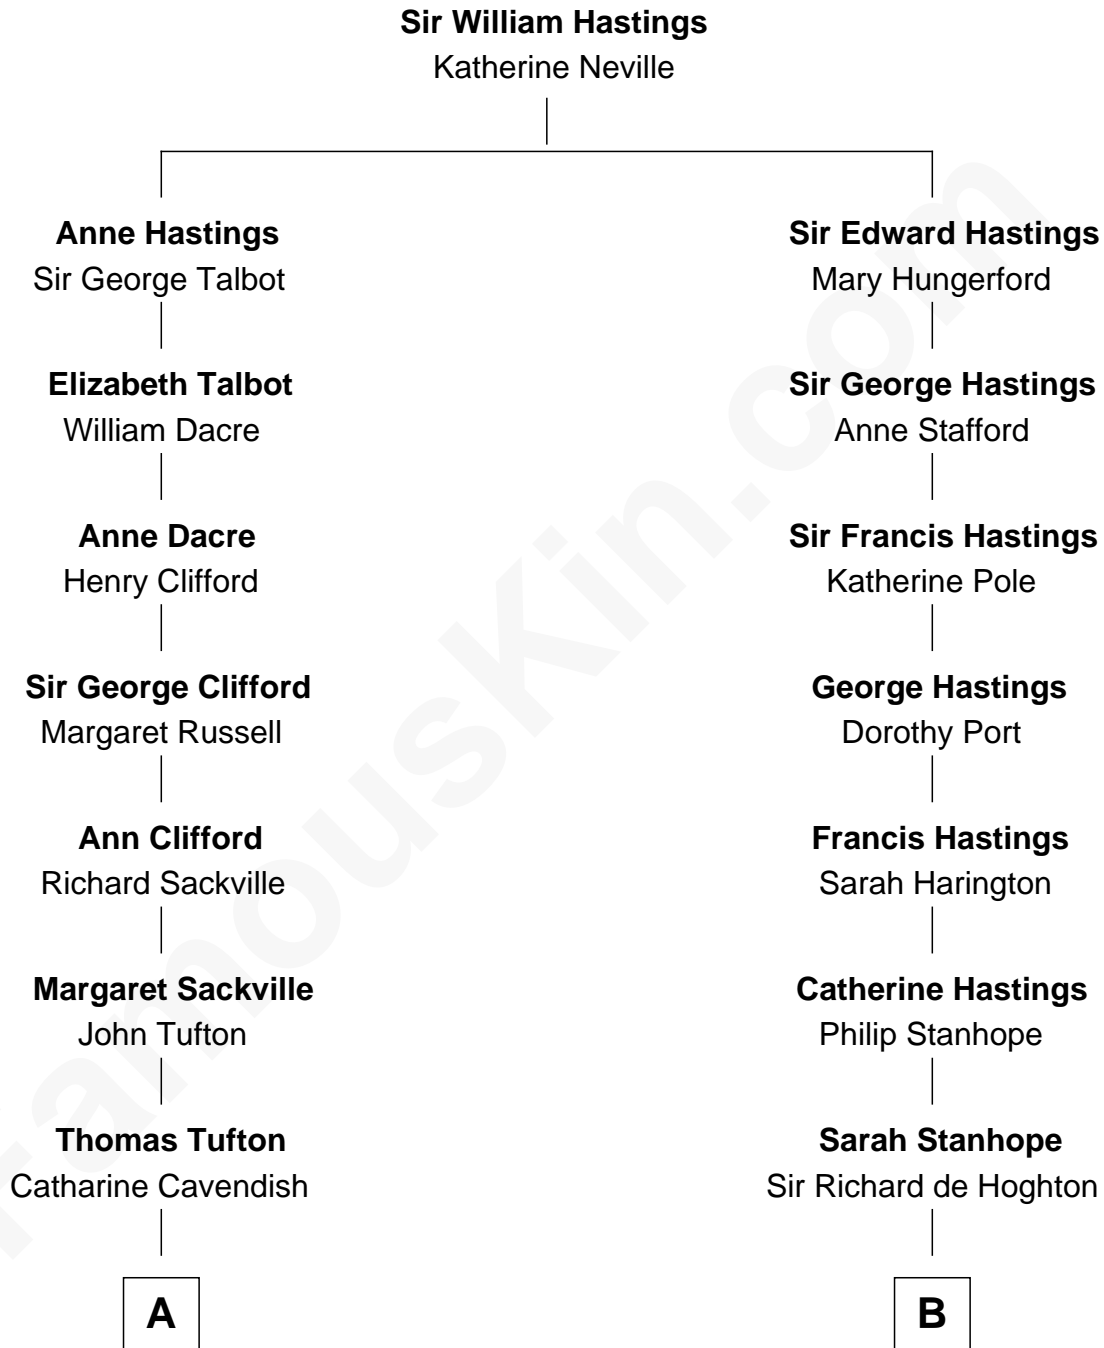 Sir William Hastings
Katherine Neville
Anne Hastings
Sir George Talbot
Sir Edward Hastings
Mary Hungerford
Elizabeth Talbot
William Dacre
Sir George Hastings
Anne Stafford
Anne Dacre
Henry Clifford
Sir Francis Hastings
Katherine Pole
Sir George Clifford
Margaret Russell
George Hastings
Dorothy Port
Ann Clifford
Richard Sackville
Francis Hastings
Sarah Harington
Margaret Sackville
John Tufton
Catherine Hastings
Philip Stanhope
Thomas Tufton
Catharine Cavendish
Sarah Stanhope
Sir Richard de Hoghton
A
B
FamousKin.com